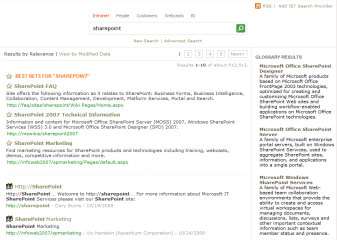 RSS | Add IE7 Search Provider
Intranet People Customers Webcasts BI
sharepoint
New Search | Advanced Search
Results by Relevance | View by Modified Date
1 2 3 4 5 Next>
Results 1-10 of about 512,512.
BEST BETS FOR "SHAREPOINT"
SharePoint FAQ
Site offers the following information as it relates to SharePoint: Business Forms, Business Intelligence,
Collaboration, Content Management, Development, Platform Services, Portal and Search.
http://faq/sites/sharepoint/Wiki Pages/Home.aspx
SharePoint 2007 Technical Information
Information and content for Microsoft Office SharePoint Server (MOSS) 2007, Windows SharePoint
Services (WSS) 3.0 and Microsoft Office SharePoint Designer (SPD) 2007.
http://mswikis/sharepoint2007
SharePoint Marketing
Find marketing resources for SharePoint products and technologies including training, webcasts,
demos, competitive information and more.
http://infoweb2007/spmarketing/Pages/default.aspx
Http://SharePoint
Http://SharePoint . Welcome to http://sharepoint ... For more information about Microsoft IT
SharePoint Services please visit our SharePoint site:
http://sharepoint - 10/19/2008
SharePoint Marketing
SharePoint Marketing
http://infoweb2007/spmarketing - 10/24/2008
GLOSSARY RESULTS
Microsoft Office SharePoint
Designer
A family of Microsoft products
based on Microsoft Office
FrontPage 2003 technologies,
optimized for creating and
customizing Microsoft Office
SharePoint Web sites and
building workflow-enabled
applications on Microsoft Office
SharePoint technologies.
Microsoft Office SharePoint
Server
A family of Microsoft enterprise
portal servers, built on Windows
SharePoint Services, used to
aggregate SharePoint sites,
information, and applications
into a single portal.
Microsoft Windows
SharePoint Services
A family of Microsoft Web-
based team collaboration
environments that provide the
ability to create and access
virtual workspaces for
managing documents,
discussions, lists, surveys and
other important contextual
information such as team
member status and presence.